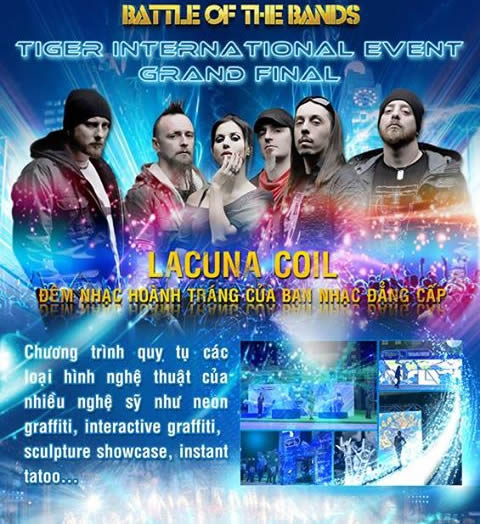 BATTLE OF THE BANDS
TIGER INTERNATIONAL EVENT
GRAND FINAL
LACUNA COIL
ĐÊM NHẠC HOÀNH TRÁNG CỦA BAN NHẠC ĐẲNG CẤP
Chương trình quy tụ các
loại hình nghệ thuật của
nhiều nghệ sỹ như neon
graffiti, interactive graffiti,
sculpture showcase, instant
tatoo...